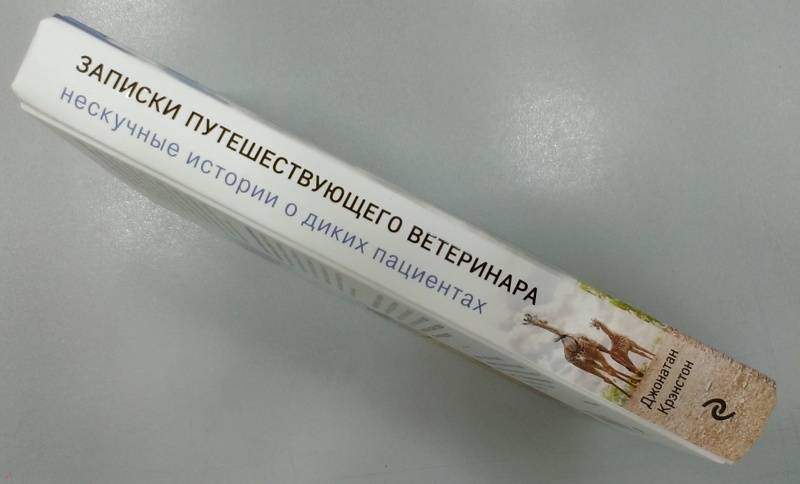 ЗАПИСКИ ПУТЕШЕСТВУЮЩЕГО ВЕТЕРИНАРА
нескучные истории о диких пациентах
Джонатан
Крэнстон